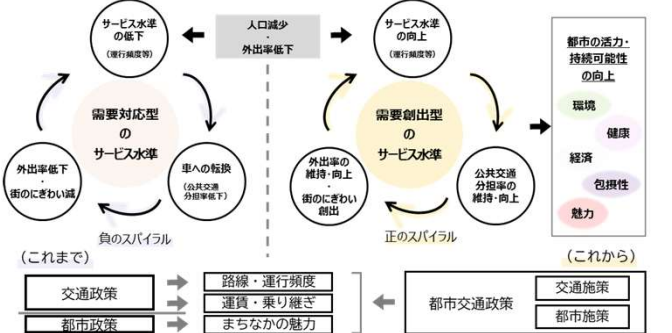 サービス水準
の低下
(運行頻度等)
人口減少
・
外出率低下
サービス水準
の向上
(運行頻度等)
需要対応型
の
サービス水準
外出率低下
・
街のにぎわい減
車への転換
(公共交通
分担率低下)
負のスパイラル
需要創出型
の
サービス水準
外出率の
維持・向上
・
街のにぎわい
創出
公共交通
分担率の
維持・向上
正のスパイラル
都市の活力・
持続可能性
の向上
環境
健康
経済
包摂性
魅力
(これまで)
交通政策
都市政策
路線・運行頻度
運賃・乗り継ぎ
まちなかの魅力
(これから)
都市交通政策
交通施策
都市施策